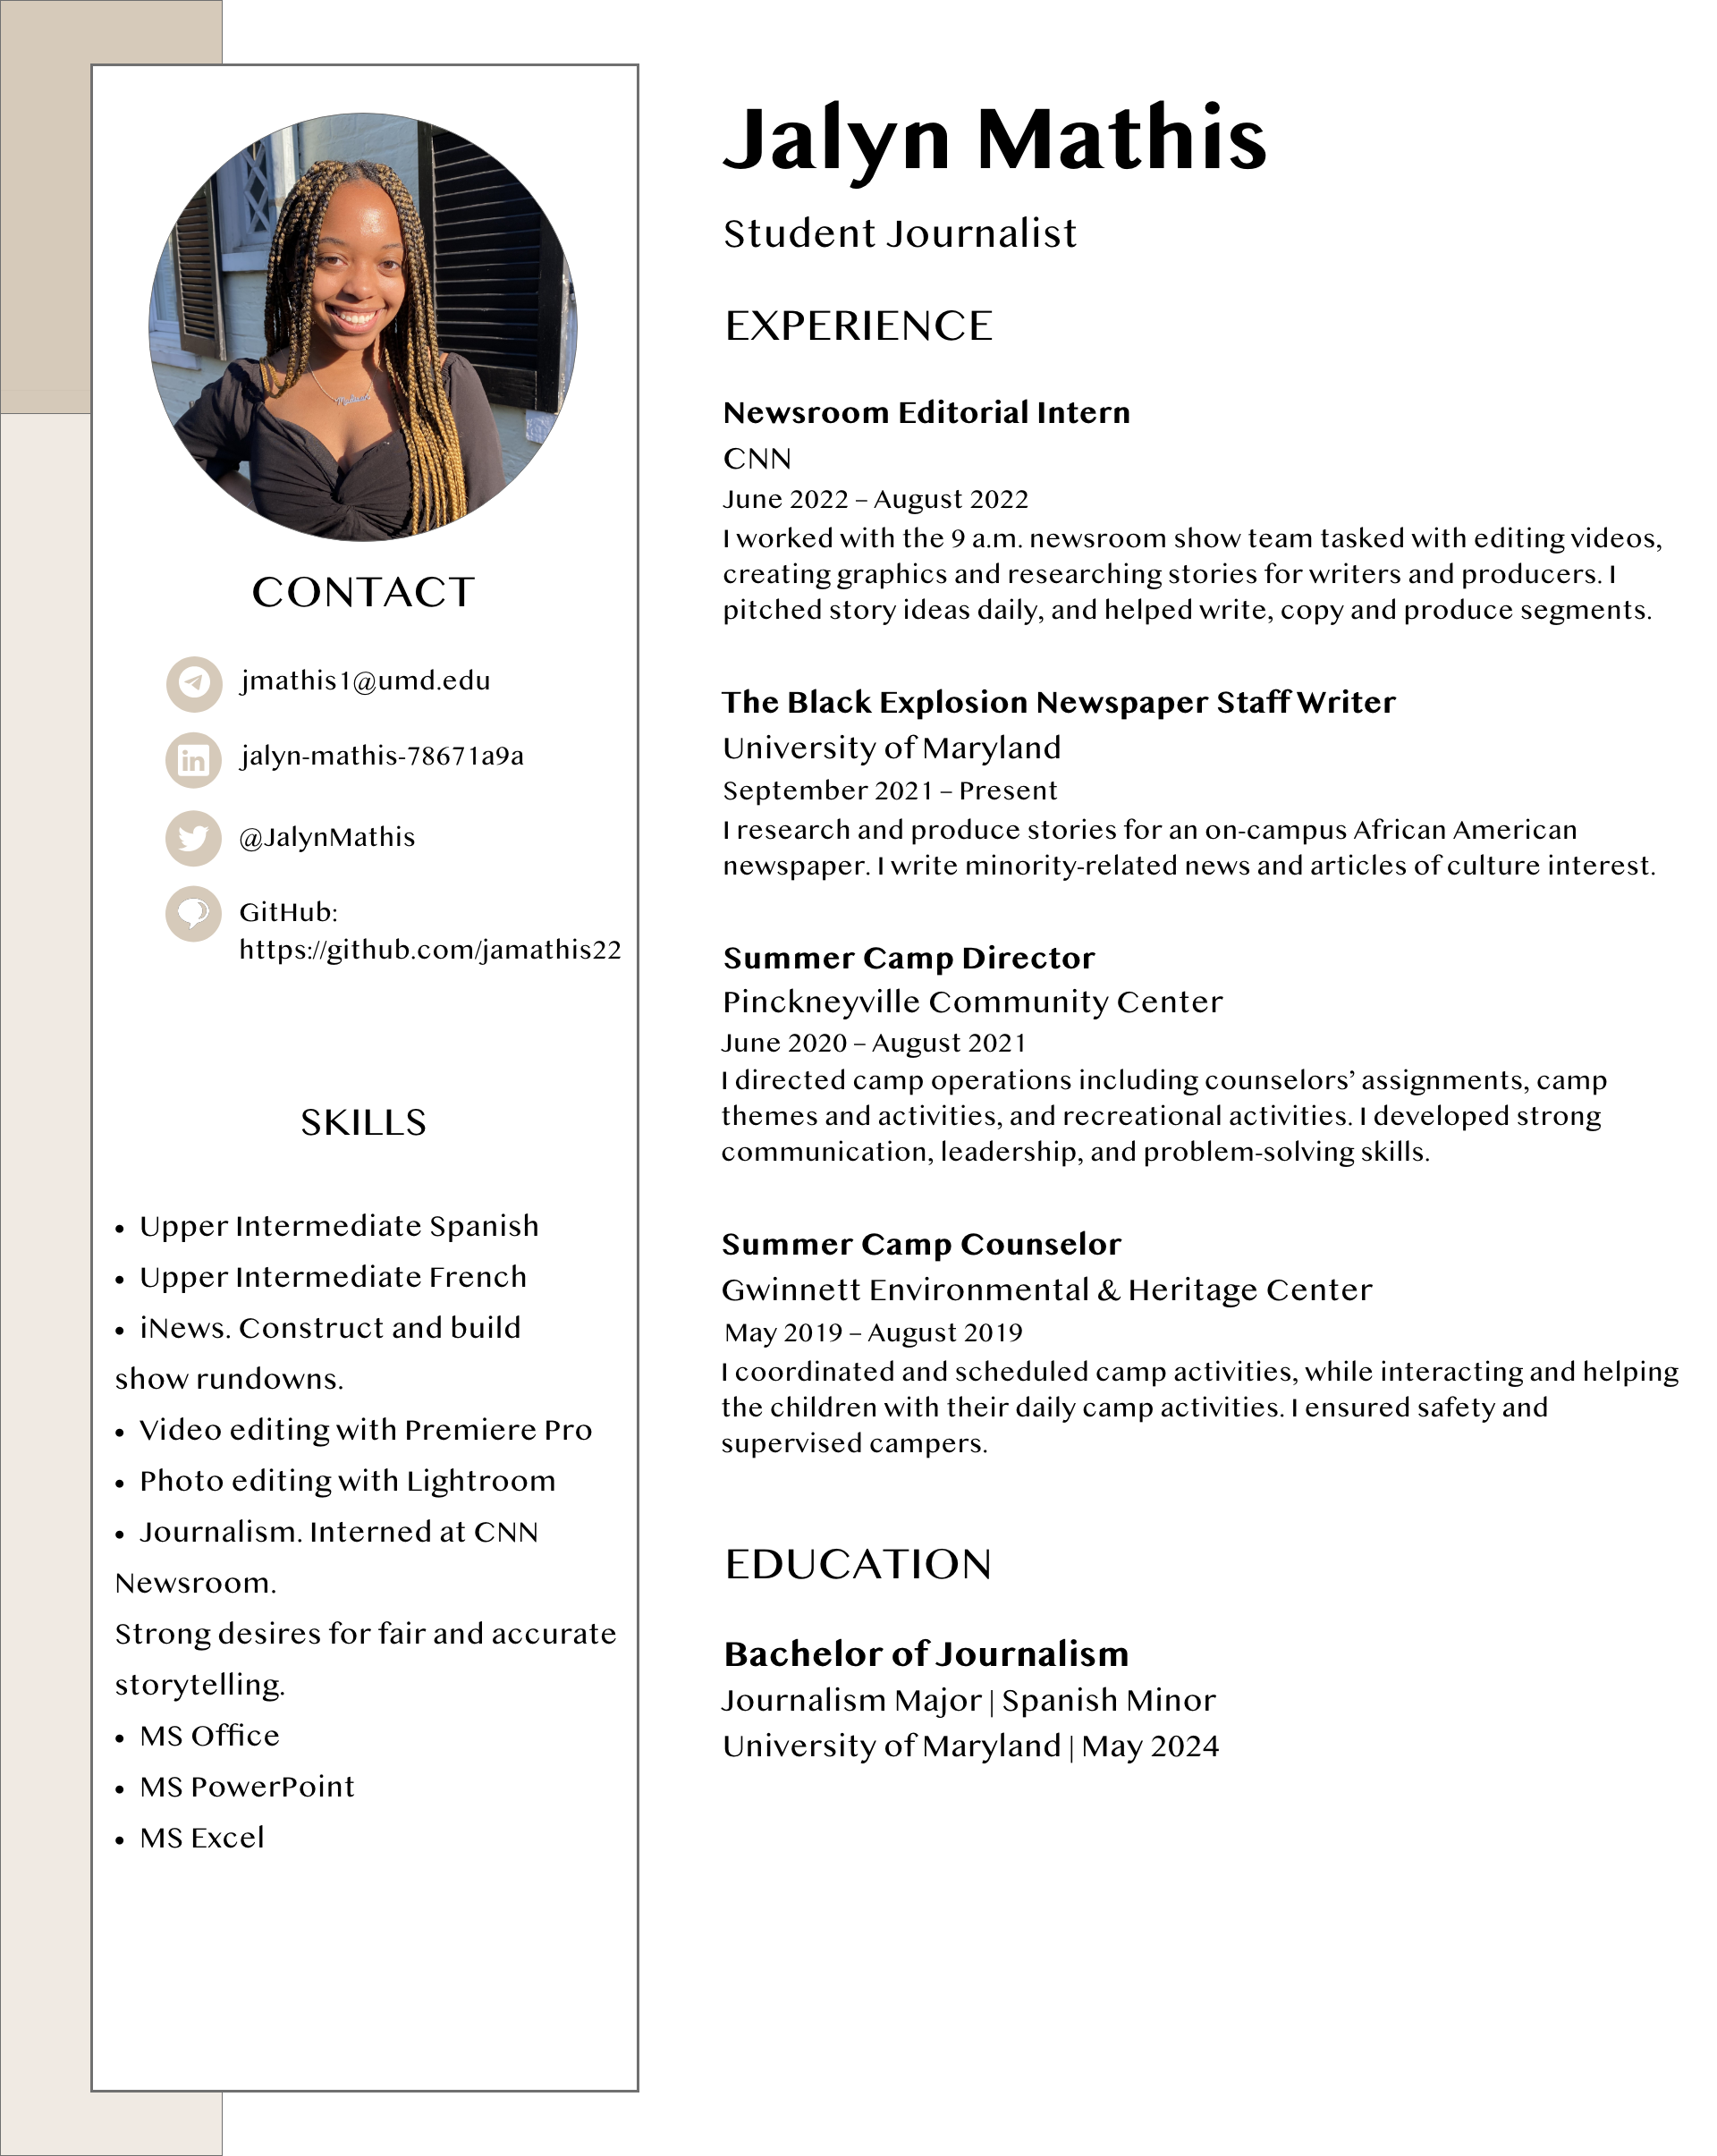 Jalyn Mathis
Student Journalist
CONTACT
jmathis1@umd.edu
jalyn-mathis-78671a9a
@JalynMathis
GitHub:
https://github.com/jamathis22
SKILLS
• Upper Intermediate Spanish
• Upper Intermediate French
• iNews. Construct and build
show rundowns.
• Video editing with Premiere Pro
• Photo editing with Lightroom
• Journalism. Interned at CNN
Newsroom.
Strong desires for fair and accurate
storytelling.
• MS Office
• MS PowerPoint
• MS Excel
EXPERIENCE
Newsroom Editorial Intern
CNN
June 2022 – August 2022
I worked with the 9 a.m. newsroom show team tasked with editing videos,
creating graphics and researching stories for writers and producers. I
pitched story ideas daily, and helped write, copy and produce segments.
The Black Explosion Newspaper Staff Writer
University of Maryland
September 2021 – Present
I research and produce stories for an on-campus African American
newspaper. I write minority-related news and articles of culture interest.
Summer Camp Director
Pinckneyville Community Center
June 2020 – August 2021
I directed camp operations including counselors’ assignments, camp
themes and activities, and recreational activities. I developed strong
communication, leadership, and problem-solving skills.
Summer Camp Counselor
Gwinnett Environmental & Heritage Center
May 2019 – August 2019
I coordinated and scheduled camp activities, while interacting and helping
the children with their daily camp activities. I ensured safety and
supervised campers.
EDUCATION
Bachelor of Journalism
Journalism Major | Spanish Minor
University of Maryland | May 2024